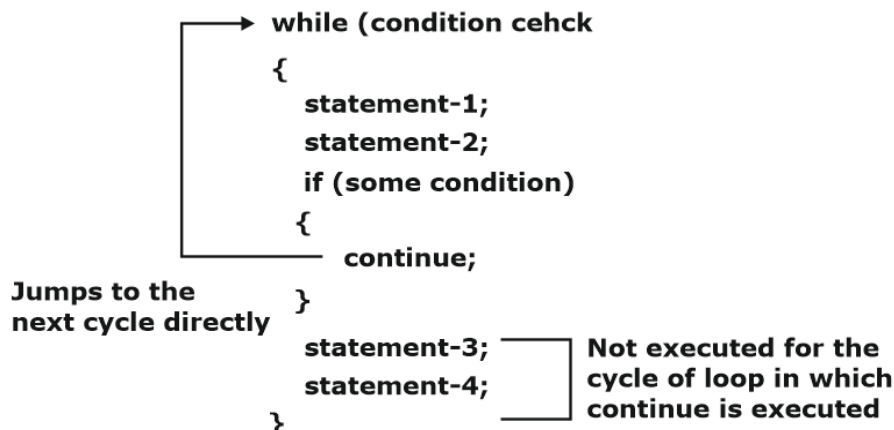 while (condition cehck
{
statement-1;
statement-2;
if (some condition)
{
continue;
Jumps to the
next cycle directly
}
statement-3;
statement-4;
}
Not executed for the
cycle of loop in which
continue is executed